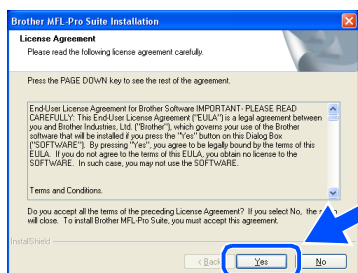 Brother MFL-Pro Suite Installation
License Agreement
Please read the following license agreement carefully.
Press the PAGE DOWN key to see the rest of the agreement.
End-User License Agreement for Brother Software IMPORTANT- PLEASE READ
CAREFULLY: This End-User License Agreement ("EULA") is a legal agreement between
you and Brother Industries, Ltd. ("Brother"), which governs your use of the Brother
software that will be installed if you press the "Yes" button on this Dialog Box
("SOFTWARE"). By pressing "Yes", you agree to be legally bound by the terms of this
EULA. If you do not agree to the terms of this EULA, you obtain no license to the
SOFTWARE. In such case, you may not use the SOFTWARE.
Terms and Conditions.
Do you accept all the terms of the preceding License Agreement? If you select No, the
will close. To install Brother MFL-Pro Suite, you must accept this agreement.
InstallShield
< Back
Yes
No